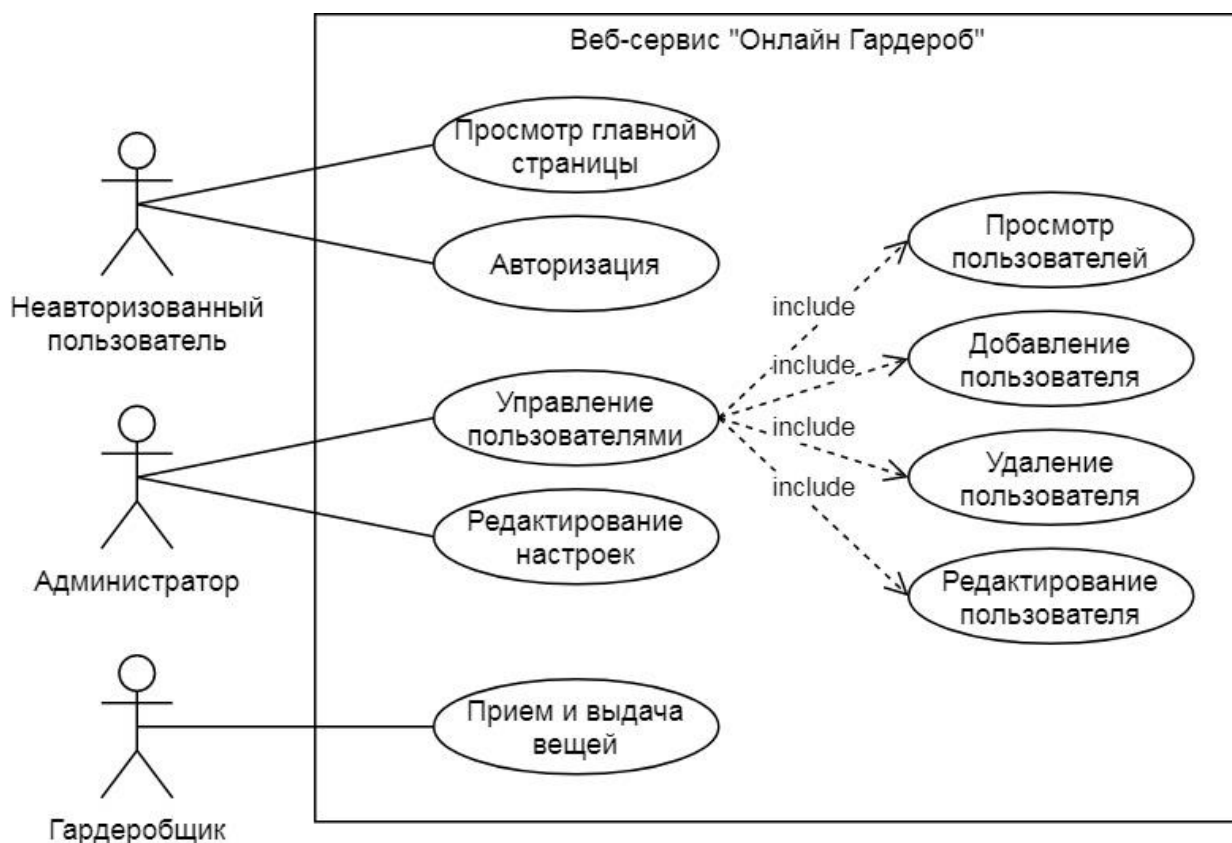 Веб-сервис "Онлайн Гардероб"
Просмотр главной
страницы
Авторизация
Неавторизованный
пользователь
Управление
пользователями
Редактирование
настроек
Администратор
include
include
include
include
Просмотр
пользователей
Добавление
пользователя
Удаление
пользователя
Редактирование
пользователя
Прием и выдача
вещей
Гардеробщик